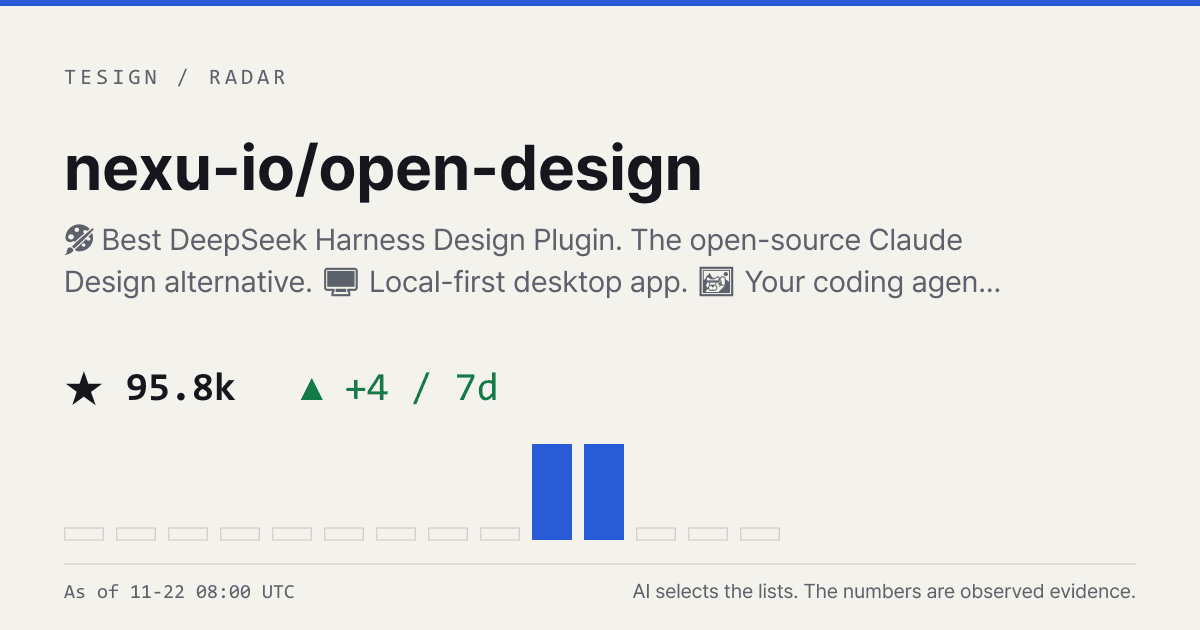 TESIGN / RADAR
nexu-io/open-design
🎨 Best DeepSeek Harness Design Plugin. The open-source Claude
Design alternative. 🖥️ Local-first desktop app. 🖼️ Your coding agen...
★ 95.8k ▲ +4 / 7d
As of 11-22 08:00 UTC
AI selects the lists. The numbers are observed evidence.